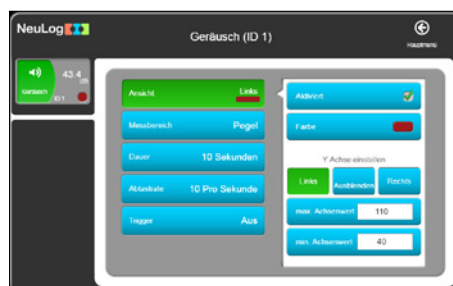 NeuLog
Geräusch (ID 1)
Hauptmenü
43.4
dB
Geräusch
ID 1
Ansicht Links
Messbereich Pegel
Dauer 10 Sekunden
Abtastrate 10 Pro Sekunde
Trigger Aus
Aktiviert
Farbe
Y Achse einstellen
Links Ausblenden Rechts
max. Achsenwert 110
min. Achsenwert 40